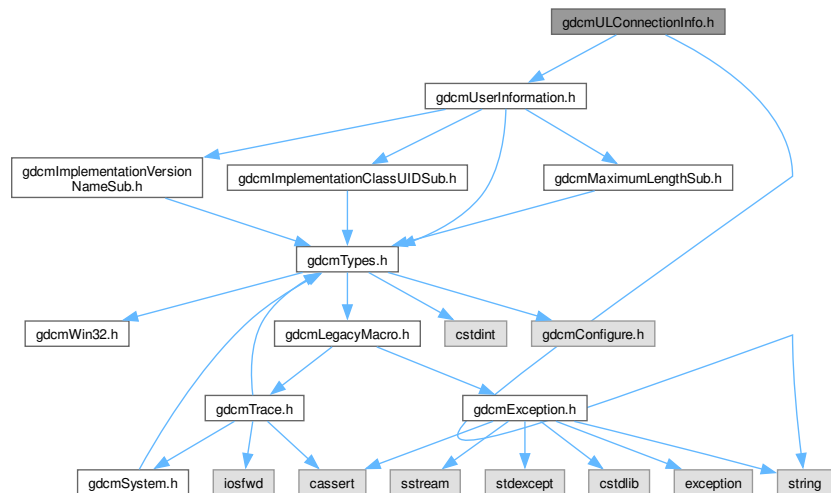 gdcmULConnectionInfo.h
gdcmUserInformation.h
gdcmImplementationVersion
NameSub.h
gdcmImplementationClassUIDSub.h
gdcmMaximumLengthSub.h
gdcmTypes.h
gdcmWin32.h
gdcmLegacyMacro.h
cstdint
gdcmConfigure.h
gdcmTrace.h
gdcmException.h
gdcmSystem.h
iosfwd
cassert
sstream
stdexcept
cstdlib
exception
string